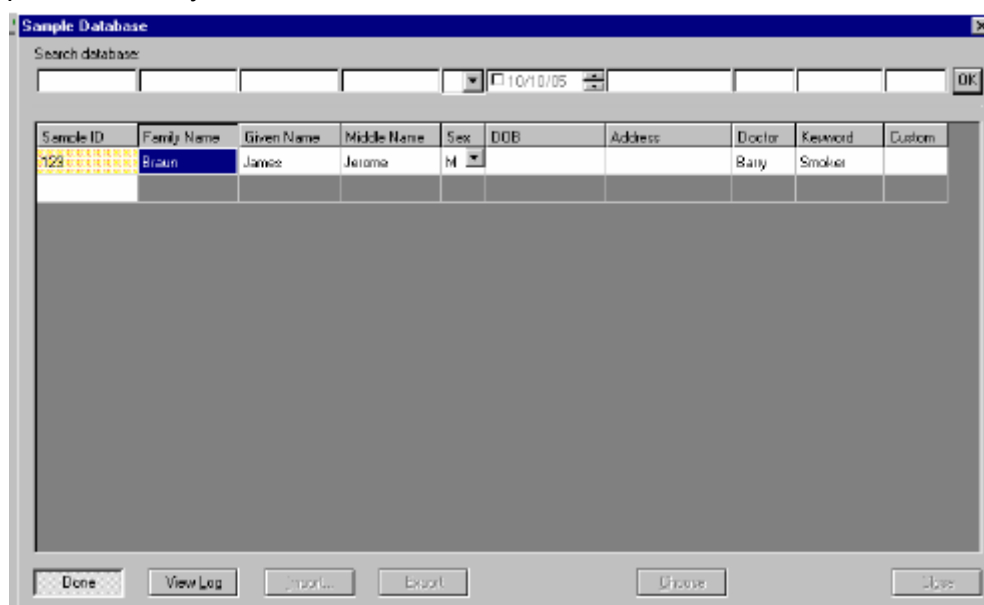 Sample Database
Search database:
10/10/05 OK
Sample ID Family Name Given Name Middle Name Sex DOB Address Doctor Keyword Custom
123 Braun James Jerome M Barry Smoker
Done View Log Import... Export Choose Close